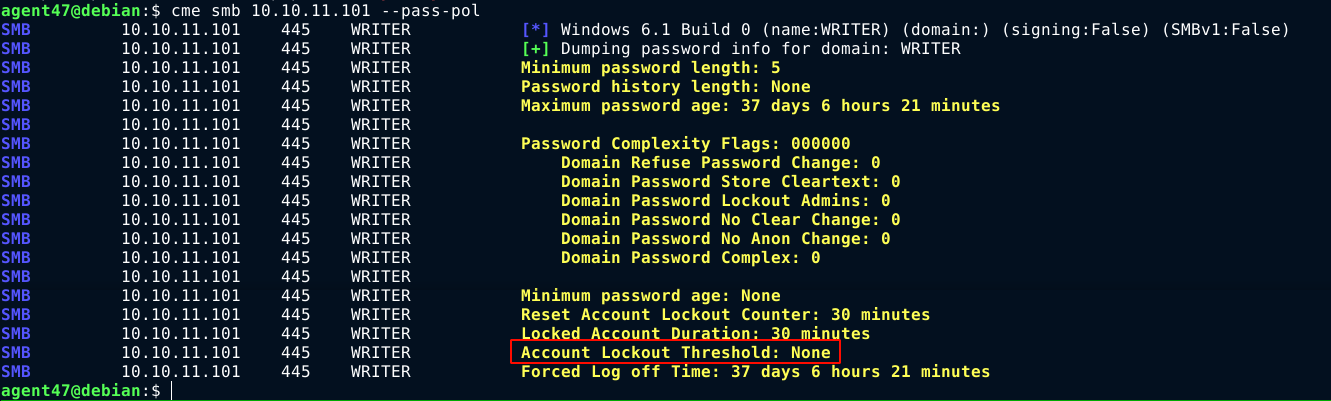 agent47@debian:$ cme smb 10.10.11.101 --pass-pol
SMB 10.10.11.101 445 WRITER [*] Windows 6.1 Build 0 (name:WRITER) (domain:) (signing:False) (SMBv1:False)
SMB 10.10.11.101 445 WRITER [+] Dumping password info for domain: WRITER
SMB 10.10.11.101 445 WRITER Minimum password length: 5
SMB 10.10.11.101 445 WRITER Password history length: None
SMB 10.10.11.101 445 WRITER Maximum password age: 37 days 6 hours 21 minutes
SMB 10.10.11.101 445 WRITER
SMB 10.10.11.101 445 WRITER Password Complexity Flags: 000000
SMB 10.10.11.101 445 WRITER Domain Refuse Password Change: 0
SMB 10.10.11.101 445 WRITER Domain Password Store Cleartext: 0
SMB 10.10.11.101 445 WRITER Domain Password Lockout Admins: 0
SMB 10.10.11.101 445 WRITER Domain Password No Clear Change: 0
SMB 10.10.11.101 445 WRITER Domain Password No Anon Change: 0
SMB 10.10.11.101 445 WRITER Domain Password Complex: 0
SMB 10.10.11.101 445 WRITER
SMB 10.10.11.101 445 WRITER Minimum password age: None
SMB 10.10.11.101 445 WRITER Reset Account Lockout Counter: 30 minutes
SMB 10.10.11.101 445 WRITER Locked Account Duration: 30 minutes
SMB 10.10.11.101 445 WRITER Account Lockout Threshold: None
SMB 10.10.11.101 445 WRITER Forced Log off Time: 37 days 6 hours 21 minutes
agent47@debian:$